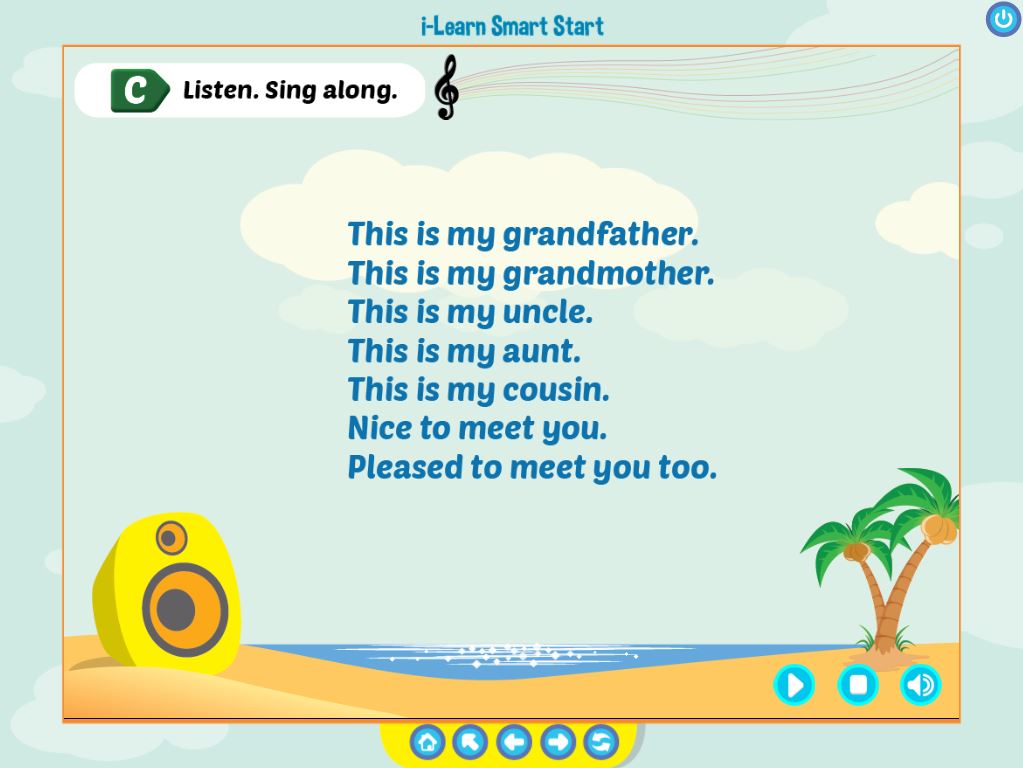 i-Learn Smart Start
C Listen. Sing along.
This is my grandfather.
This is my grandmother.
This is my uncle.
This is my aunt.
This is my cousin.
Nice to meet you.
Pleased to meet you too.